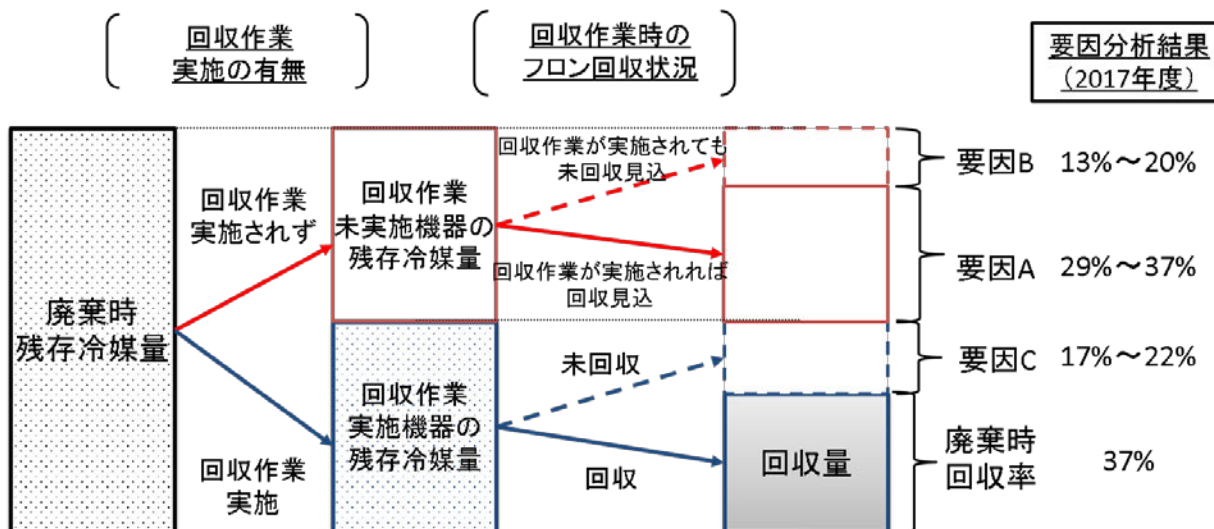 回収作業
実施の有無
回収作業時の
フロン回収状況
要因分析結果
（2017年度）
廃棄時
残存冷媒量
回収作業
実施されず
回収作業
実施
回収作業
未実施機器の
残存冷媒量
回収作業
実施機器の
残存冷媒量
回収作業が実施されても
未回収見込
回収作業が実施されれば
回収見込
未回収
回収
回収量
要因B 13%～20%
要因A 29%～37%
要因C 17%～22%
廃棄時
回収率
37%